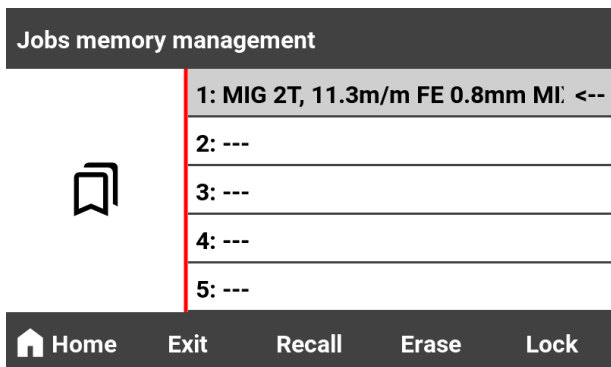 Jobs memory management
1: MIG 2T, 11.3m/m FE 0.8mm <--
2: ---
3: ---
4: ---
5: ---
Home Exit Recall Erase Lock